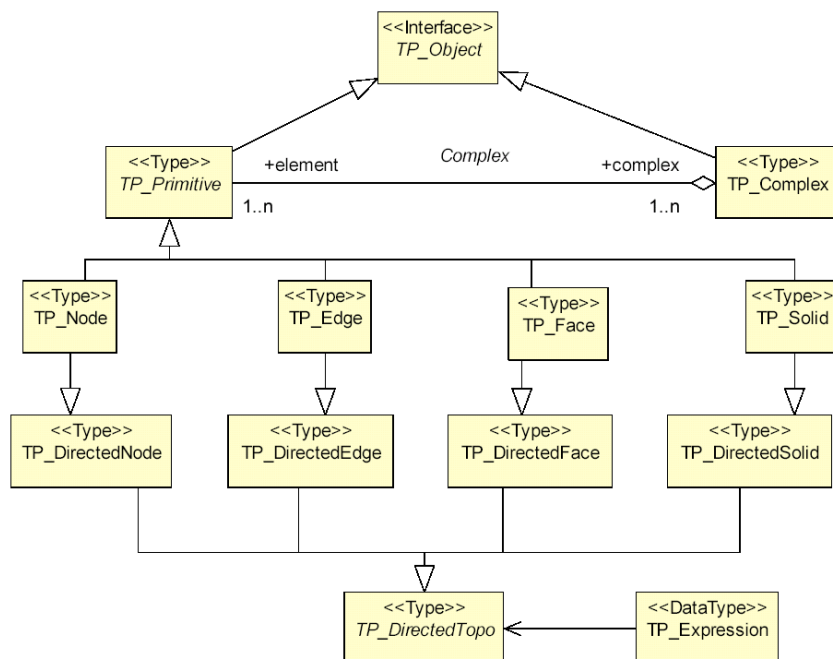 <<Interface>>
TP_Object
<<Type>>
TP_Primitive
+element
Complex
+complex
<<Type>>
TP_Complex
1..n
1..n
<<Type>>
TP_Node
<<Type>>
TP_Edge
<<Type>>
TP_Face
<<Type>>
TP_Solid
<<Type>>
TP_DirectedNode
<<Type>>
TP_DirectedEdge
<<Type>>
TP_DirectedFace
<<Type>>
TP_DirectedSolid
<<Type>>
TP_DirectedTopo
<<DataType>>
TP_Expression